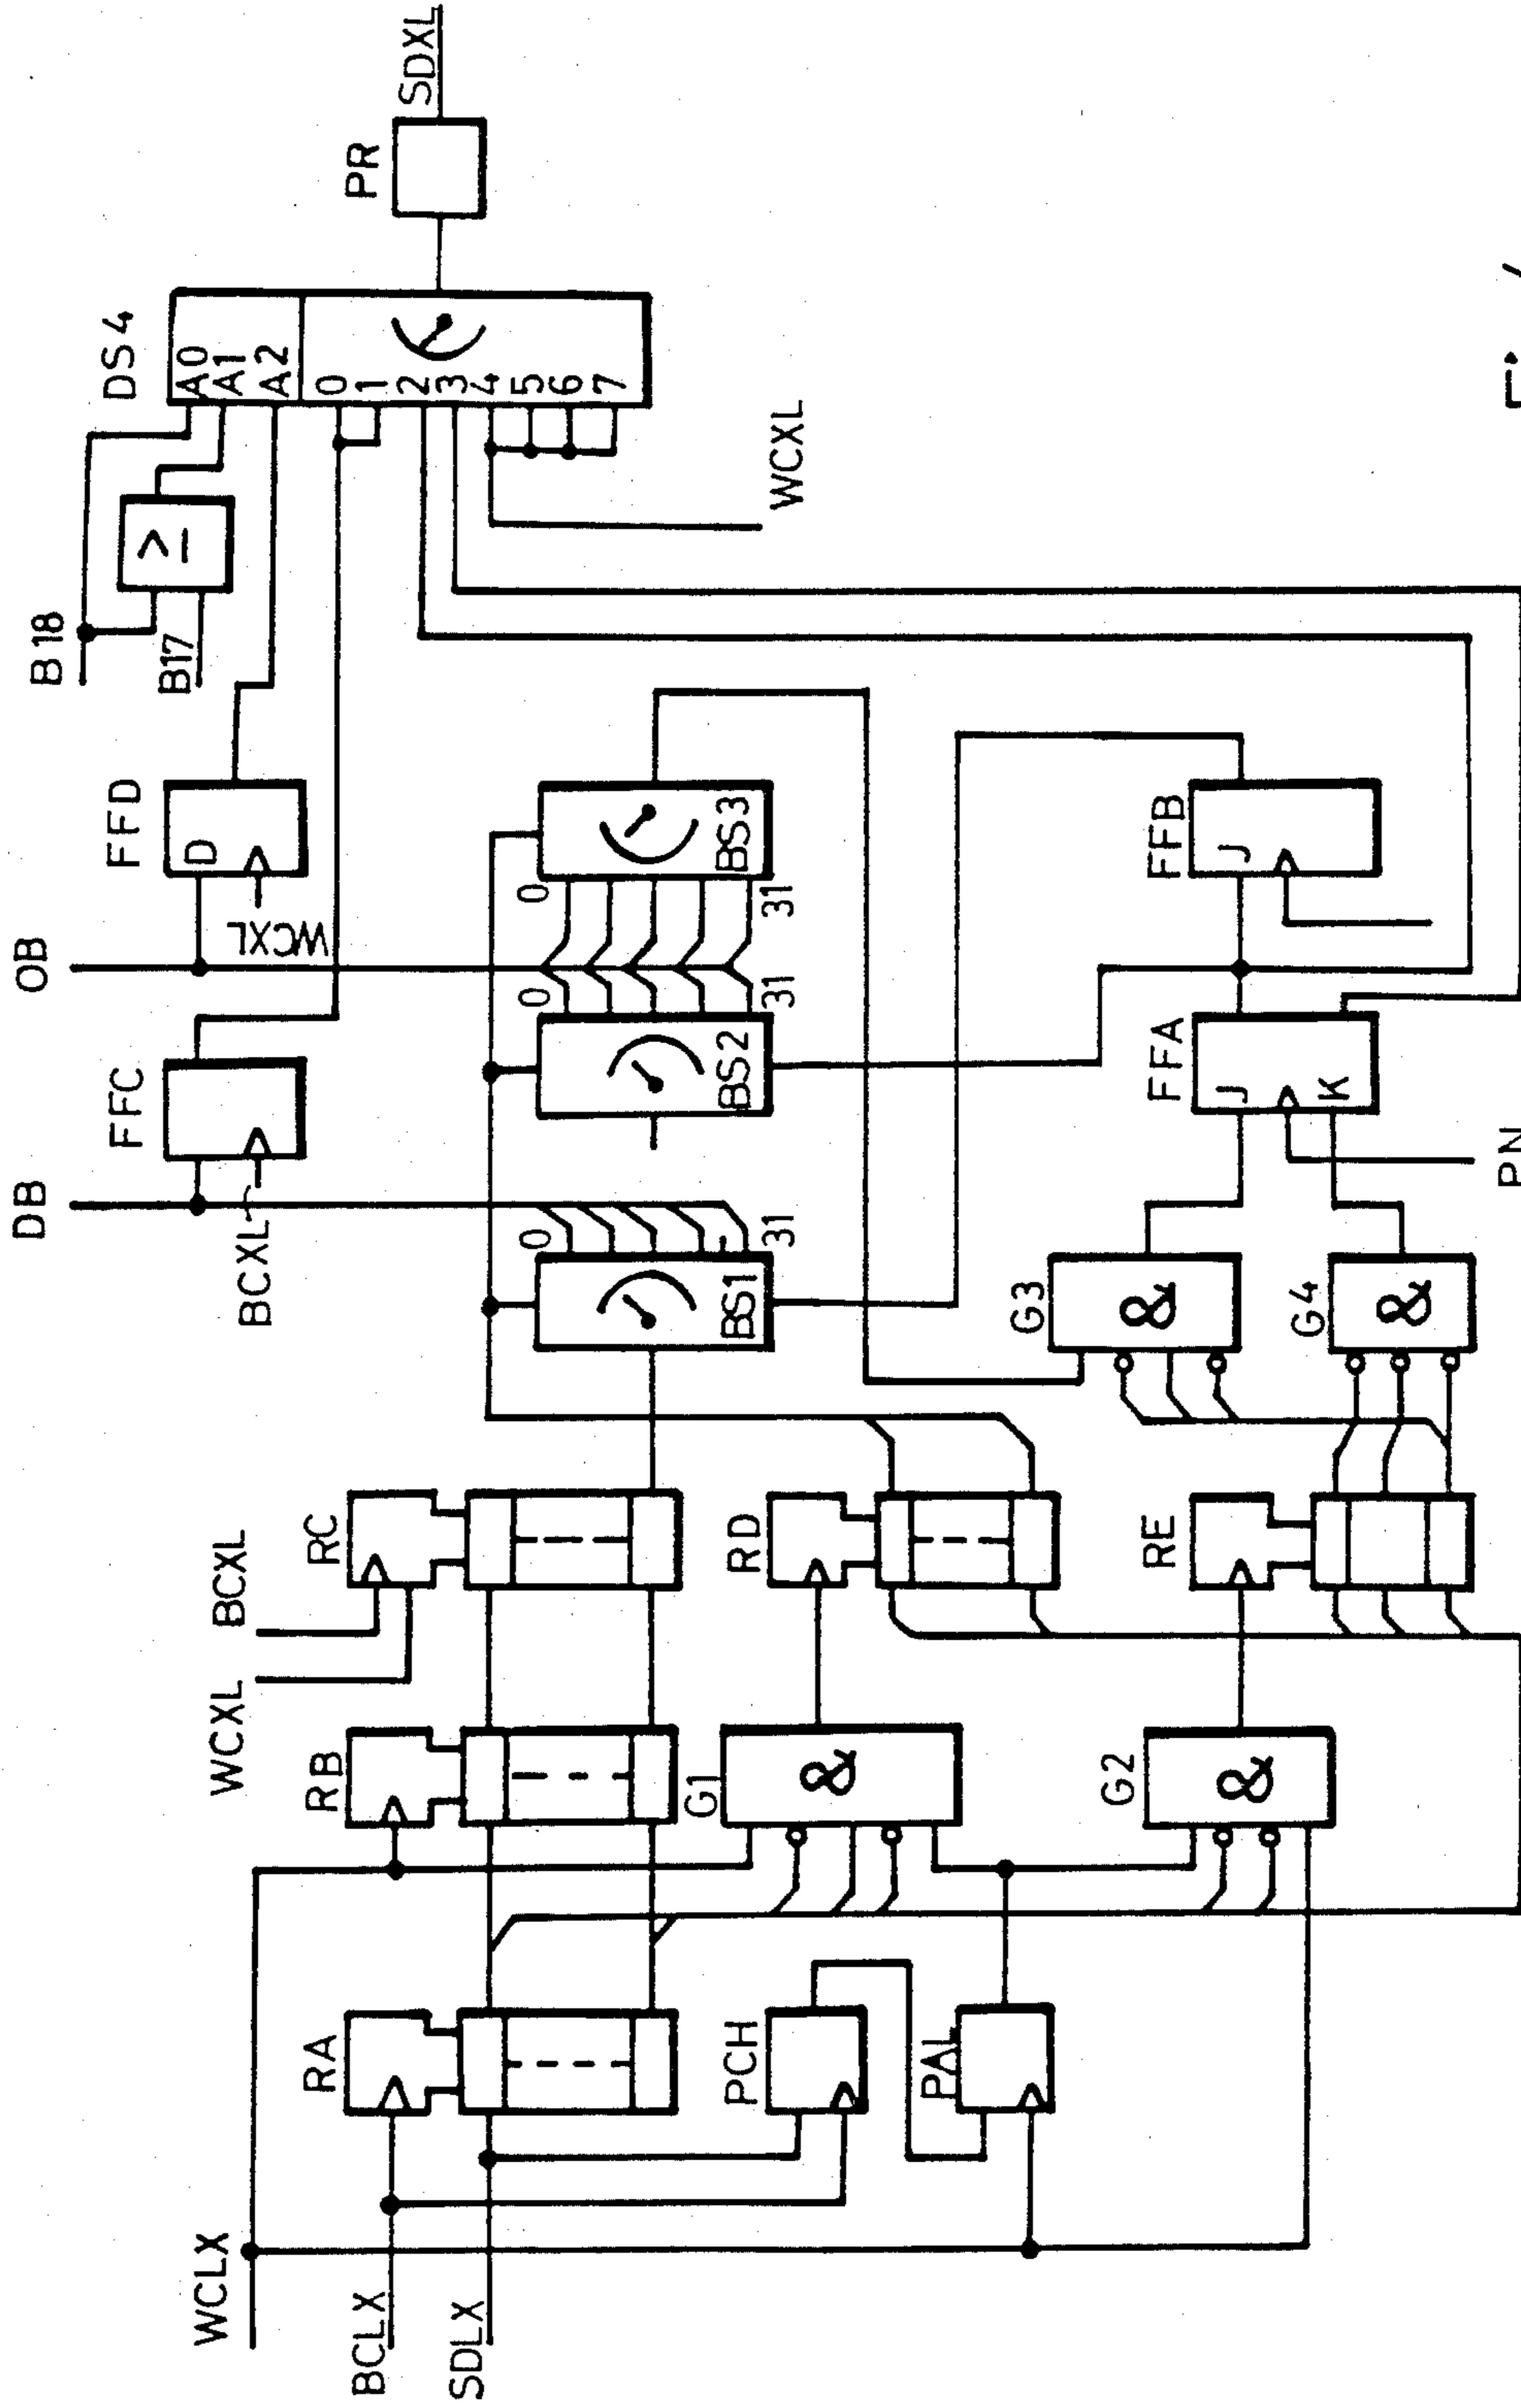 OB
DB
B18
B17
DS4
A0
A1
A2
0
1
2
3
4
5
6
7
≥1
PR
SDXL
FFD
D
WCXL
FFC
BCXL
WCXL
0
31
BS3
0
31
BS2
0
31
BS1
BCXL
WCXL
RC
RB
RA
WCLX
BCLX
SDLX
PCH
PAL
G1
&
G2
&
RD
RE
G3
&
G4
&
FFA
J
K
FFB
J
PN